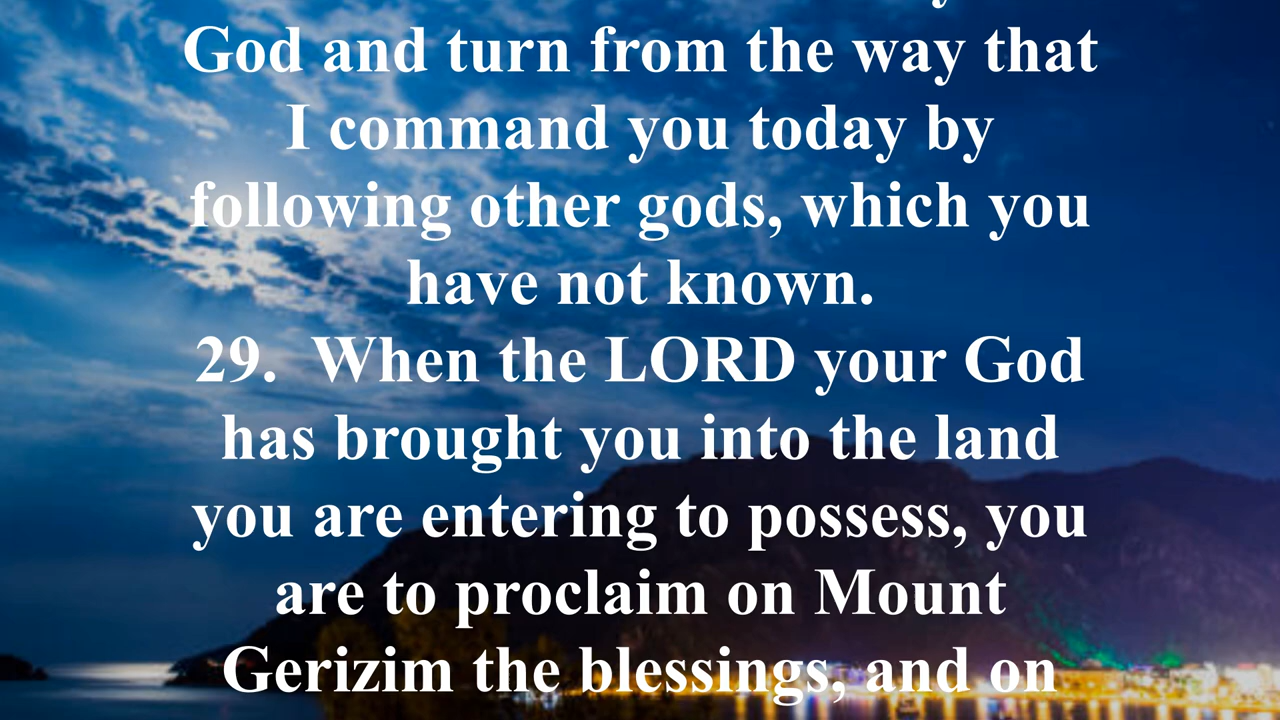 God and turn from the way that
I command you today by
following other gods, which you
have not known.
29. When the LORD your God
has brought you into the land
you are entering to possess, you
are to proclaim on Mount
Gerizim the blessings, and on